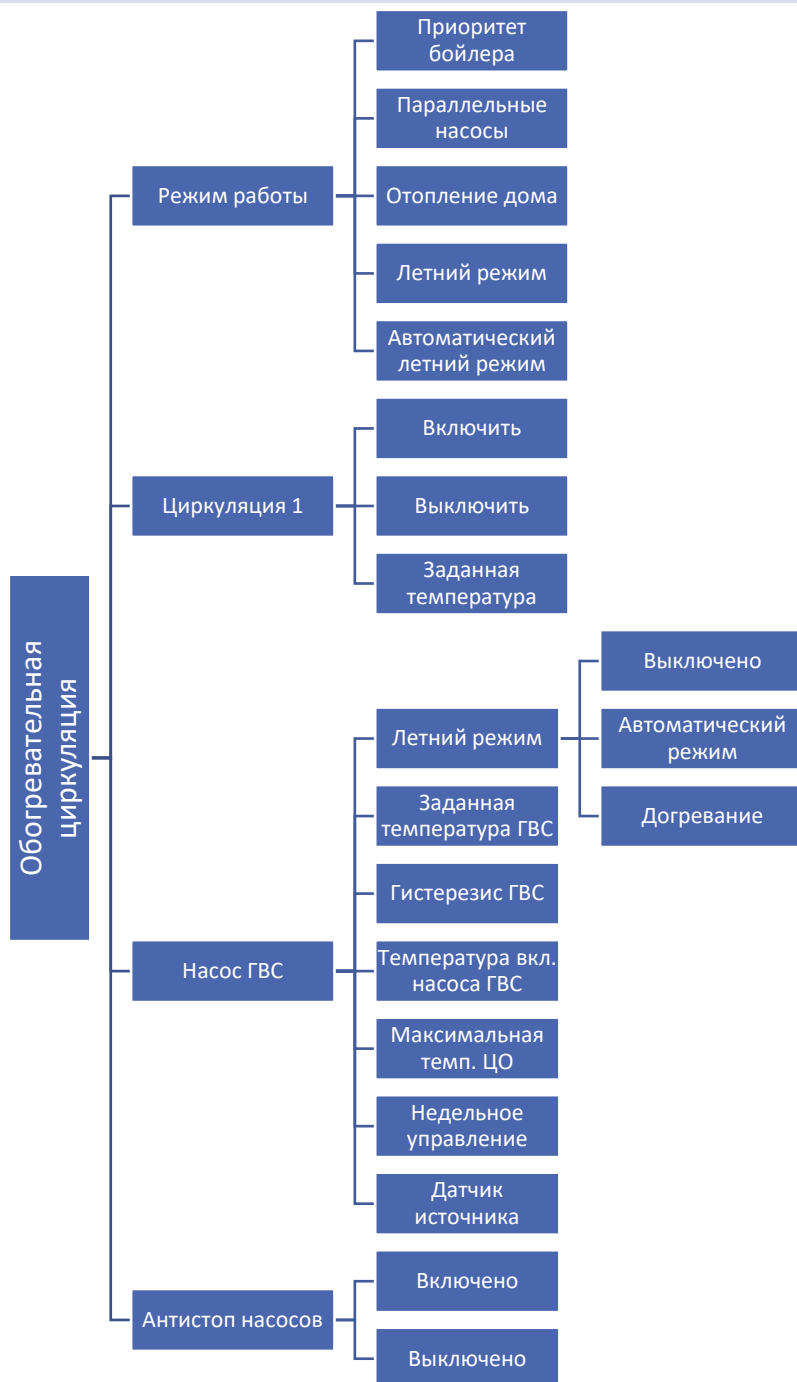 Приоритет
бойлера
Параллельные
насосы
Режим работы
Отопление дома
Летний режим
Автоматический
летний режим
Включить
Циркуляция 1
Выключить
Заданная
температура
Обогревательная
циркуляция
Выключено
Летний режим
Автоматический
режим
Заданная
температура ГВС
Догревание
Гистерезис ГВС
Насос ГВС
Температура вкл.
насоса ГВС
Максимальная
темп. ЦО
Недельное
управление
Датчик
источника
Включено
Антистоп насосов
Выключено